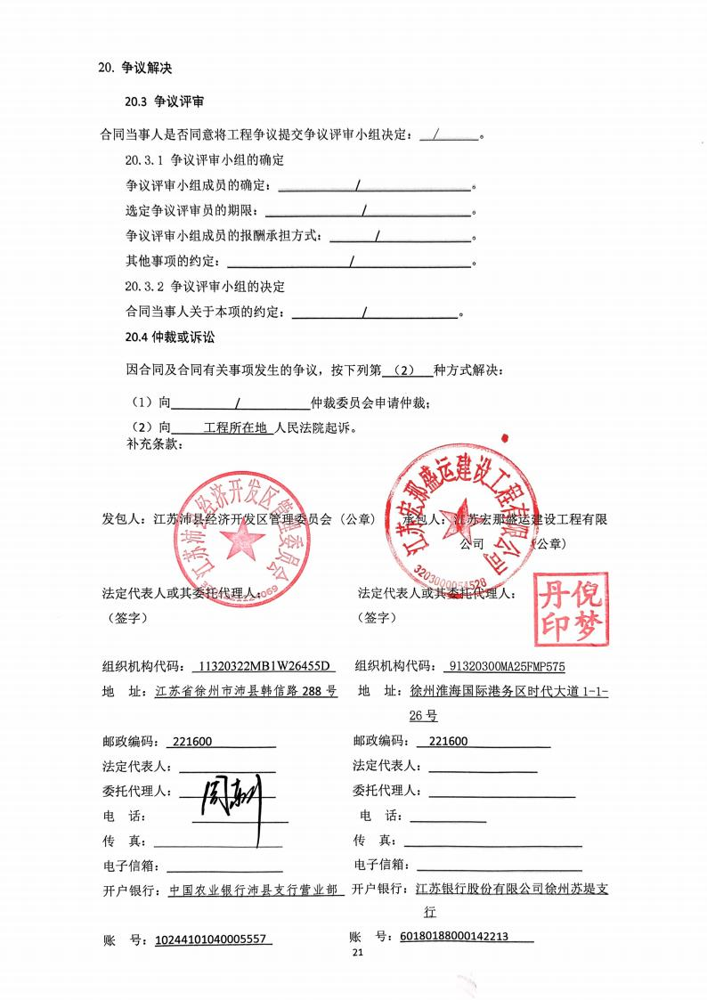 20. 争议解决
20.3 争议评审
合同当事人是否同意将工程争议提交争议评审小组决定： / 。
20.3.1 争议评审小组的确定
争议评审小组成员的确定： / 。
选定争议评审员的期限： / 。
争议评审小组成员的报酬承担方式： / 。
其他事项的约定： / 。
20.3.2 争议评审小组的决定
合同当事人关于本项的约定： / 。
20.4 仲裁或诉讼
因合同及合同有关事项发生的争议，按下列第 （2） 种方式解决：
（1）向 / 仲裁委员会申请仲裁；
（2）向 工程所在地 人民法院起诉。
补充条款：
江苏沛县经济开发区管理委员会
江苏宏那盛运建设工程有限公司
3203000054528
发包人：江苏沛县经济开发区管理委员会（公章） 承包人：江苏宏那盛运建设工程有限
公司 （公章）
法定代表人或其委托代理人： 法定代表人或其委托代理人：
（签字） （签字）
倪梦
丹印
组织机构代码： 11320322MB1W26455D 组织机构代码： 91320300MA25FMP575
地 址：江苏省徐州市沛县韩信路 288 号 地 址：徐州淮海国际港务区时代大道 1-1-
26 号
邮政编码： 221600 邮政编码： 221600
法定代表人： 法定代表人：
委托代理人： 委托代理人：
电 话： 电 话：
传 真： 传 真：
电子信箱： 电子信箱：
开户银行：中国农业银行沛县支行营业部 开户银行：江苏银行股份有限公司徐州苏堤支
行
账 号：10244101040005557 账 号：60180188000142213
21